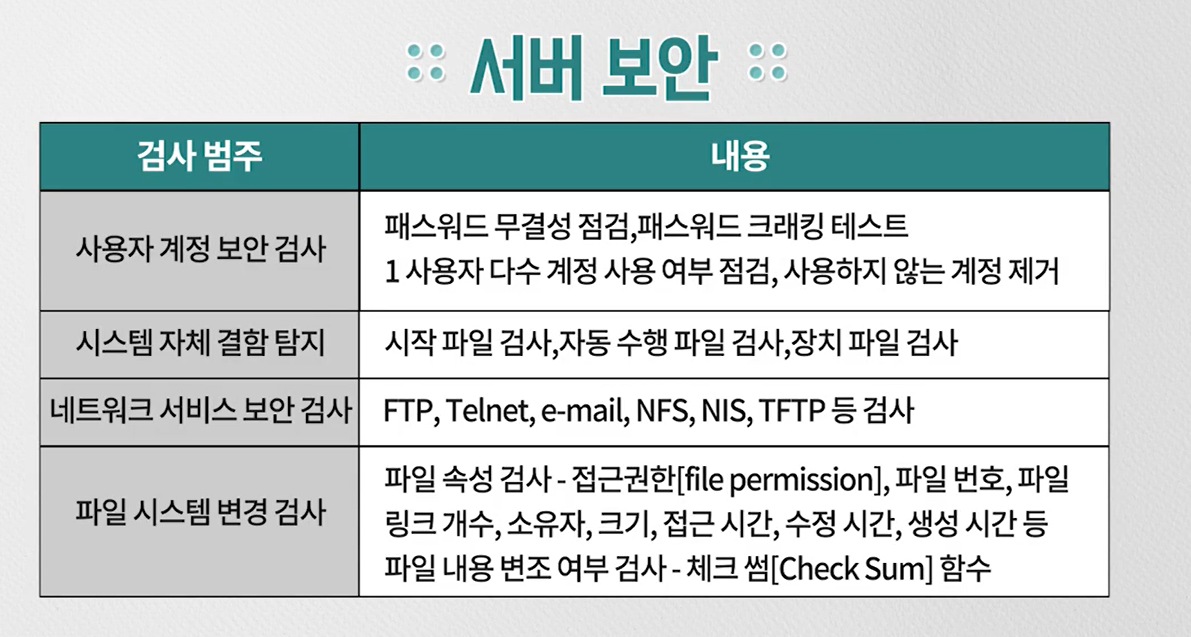 서버 보안
검사 범주
내용
사용자 계정 보안 검사
패스워드 무결성 점검,패스워드 크래킹 테스트
1 사용자 다수 계정 사용 여부 점검, 사용하지 않는 계정 제거
시스템 자체 결함 탐지
시작 파일 검사,자동 수행 파일 검사,장치 파일 검사
네트워크 서비스 보안 검사
FTP, Telnet, e-mail, NFS, NIS, TFTP 등 검사
파일 시스템 변경 검사
파일 속성 검사 - 접근권한[file permission], 파일 번호, 파일
링크 개수, 소유자, 크기, 접근 시간, 수정 시간, 생성 시간 등
파일 내용 변조 여부 검사 - 체크 썸[Check Sum] 함수